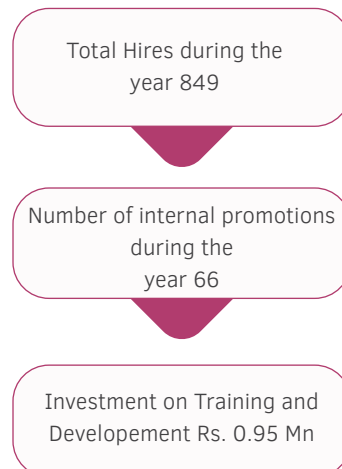 Total Hires during the
year 849
Number of internal promotions
during the
year 66
Investment on Training and
Developement Rs. 0.95 Mn